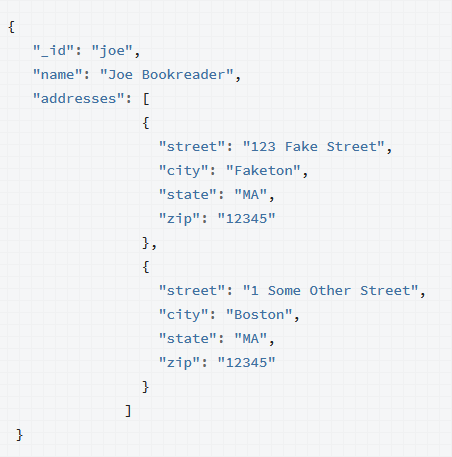 {
"_id": "joe",
"name": "Joe Bookreader",
"addresses": [
{
"street": "123 Fake Street",
"city": "Faketon",
"state": "MA",
"zip": "12345"
},
{
"street": "1 Some Other Street",
"city": "Boston",
"state": "MA",
"zip": "12345"
}
]
}